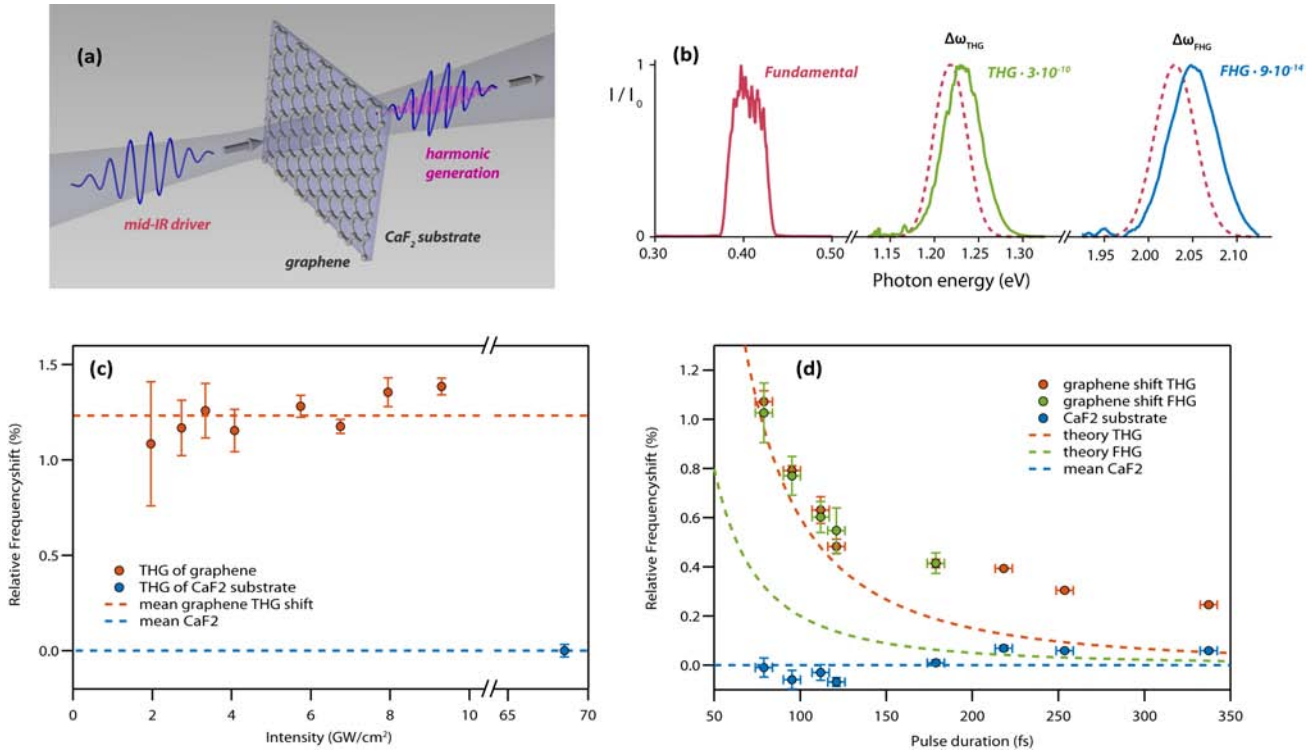 (a)
mid-IR driver
harmonic
generation
CaF₂ substrate
graphene
(b)
Δω_THG
Δω_FHG
Fundamental
THG · 3·10⁻¹⁰
FHG · 9·10⁻¹⁴
I / I₀
1
0
0.30 0.40 0.50 1.15 1.20 1.25 1.30 1.95 2.00 2.05 2.10
Photon energy (eV)
(c)
Relative Frequencyshift (%)
1.5
1.0
0.5
0.0
THG of graphene
THG of CaF2 substrate
mean graphene THG shift
mean CaF2
0 2 4 6 8 10 65 70
Intensity (GW/cm²)
(d)
Relative Frequencyshift (%)
1.2
1.0
0.8
0.6
0.4
0.2
0.0
graphene shift THG
graphene shift FHG
CaF2 substrate
theory THG
theory FHG
mean CaF2
50 100 150 200 250 300 350
Pulse duration (fs)